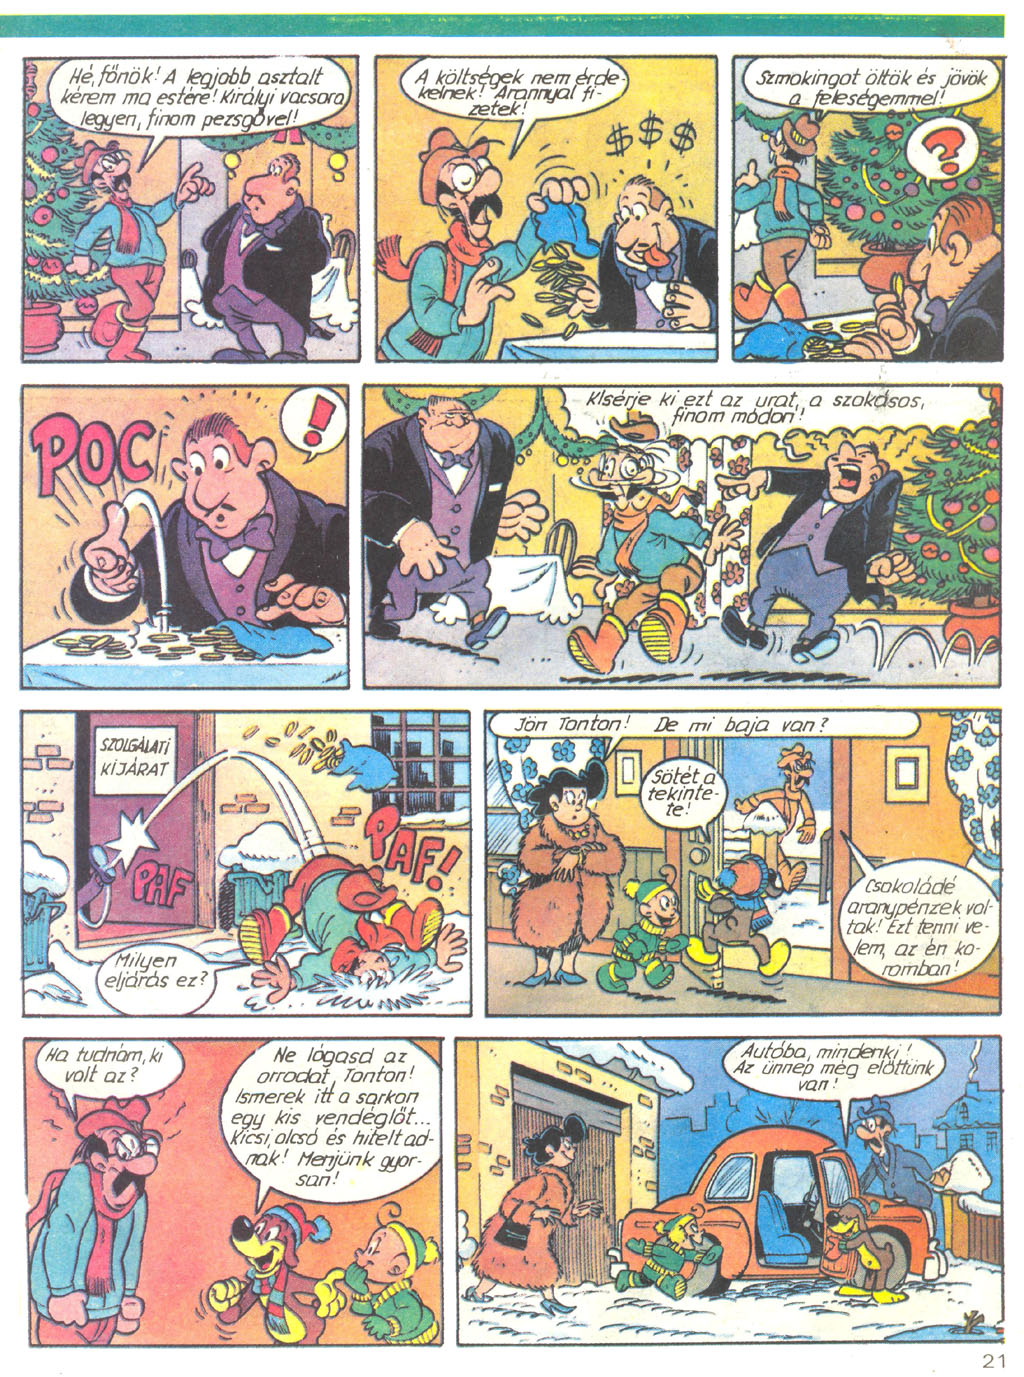 Hé, főnök! A legjobb asztalt
kérem ma estére! Királyi vacsora
legyen, finom pezsgővel!
A költségek nem érde-
kelnek! Arannyal fi-
zetek!
$ $ $
Szmokingot öltök és jövök
a feleségemmel!
?
POC
!
Kísérje ki ezt az urat, a szokásos,
finom módon!
SZOLGÁLATI
KIJÁRAT
PAF
PAF!
Milyen
eljárás ez?
Jön Tonton! De mi baja van?
Sötét a
tekinte-
te!
Csokoládé
aranypénzek vol-
tak! Ezt tenni ve-
lem, az én ko-
romban!
Ha tudnám, ki
volt az?
Ne lógasd az
orrodat, Tonton!
Ismerek itt a sarkon
egy kis vendéglőt...
Kicsi, olcsó és hitelt ad-
nak! Menjünk gyor-
san!
Autóba, mindenki!
Az ünnep még előttünk
van!
21